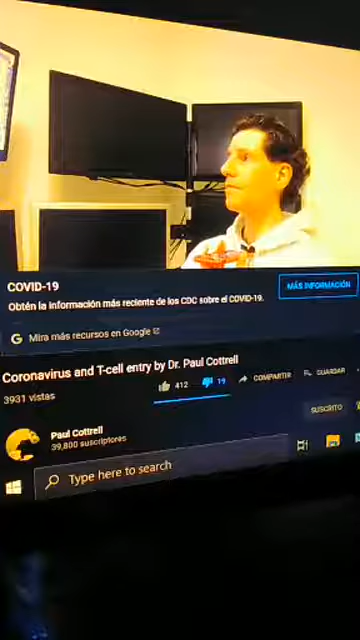 COVID-19
MÁS INFORMACIÓN
Obtén la información más reciente de los CDC sobre el COVID-19.
G Mira más recursos en Google
Coronavirus and T-cell entry by Dr. Paul Cottrell
3931 vistas
412
19
COMPARTIR
GUARDAR
SUSCRITO
Paul Cottrell
39,800 suscriptores
Type here to search